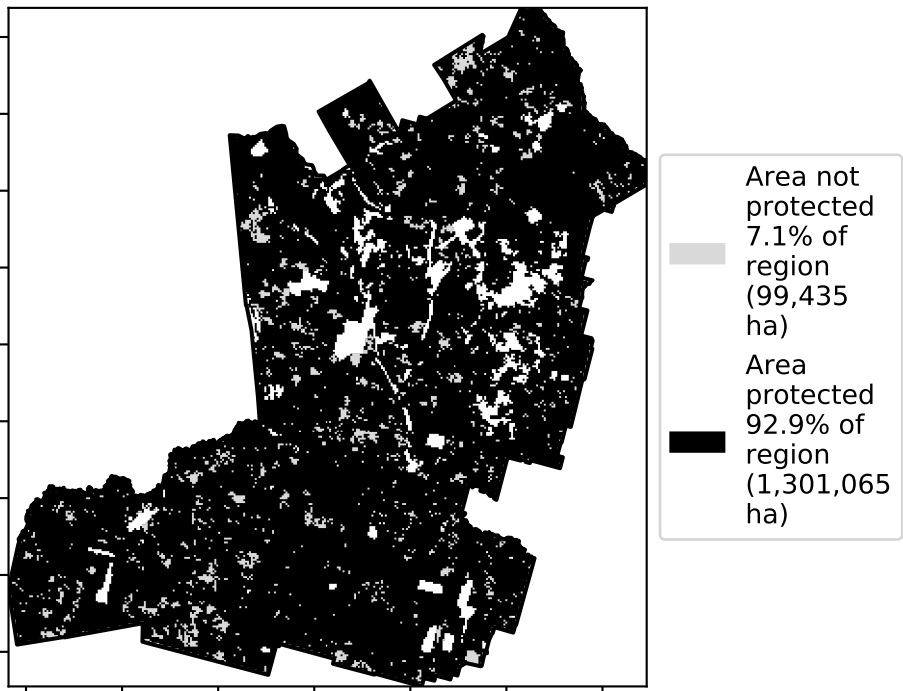 Area not
protected
7.1% of
region
(99,435
ha)
Area
protected
92.9% of
region
(1,301,065
ha)